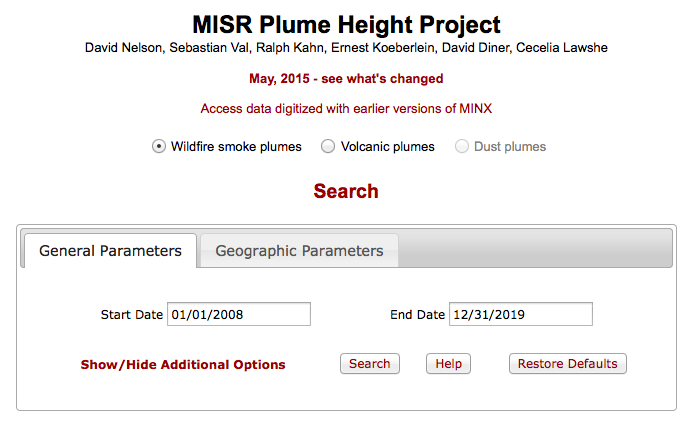 MISR Plume Height Project
David Nelson, Sebastian Val, Ralph Kahn, Ernest Koeberlein, David Diner, Cecelia Lawshe
May, 2015 - see what's changed
Access data digitized with earlier versions of MINX
Wildfire smoke plumes Volcanic plumes Dust plumes
Search
General Parameters Geographic Parameters
Start Date 01/01/2008 End Date 12/31/2019
Show/Hide Additional Options Search Help Restore Defaults